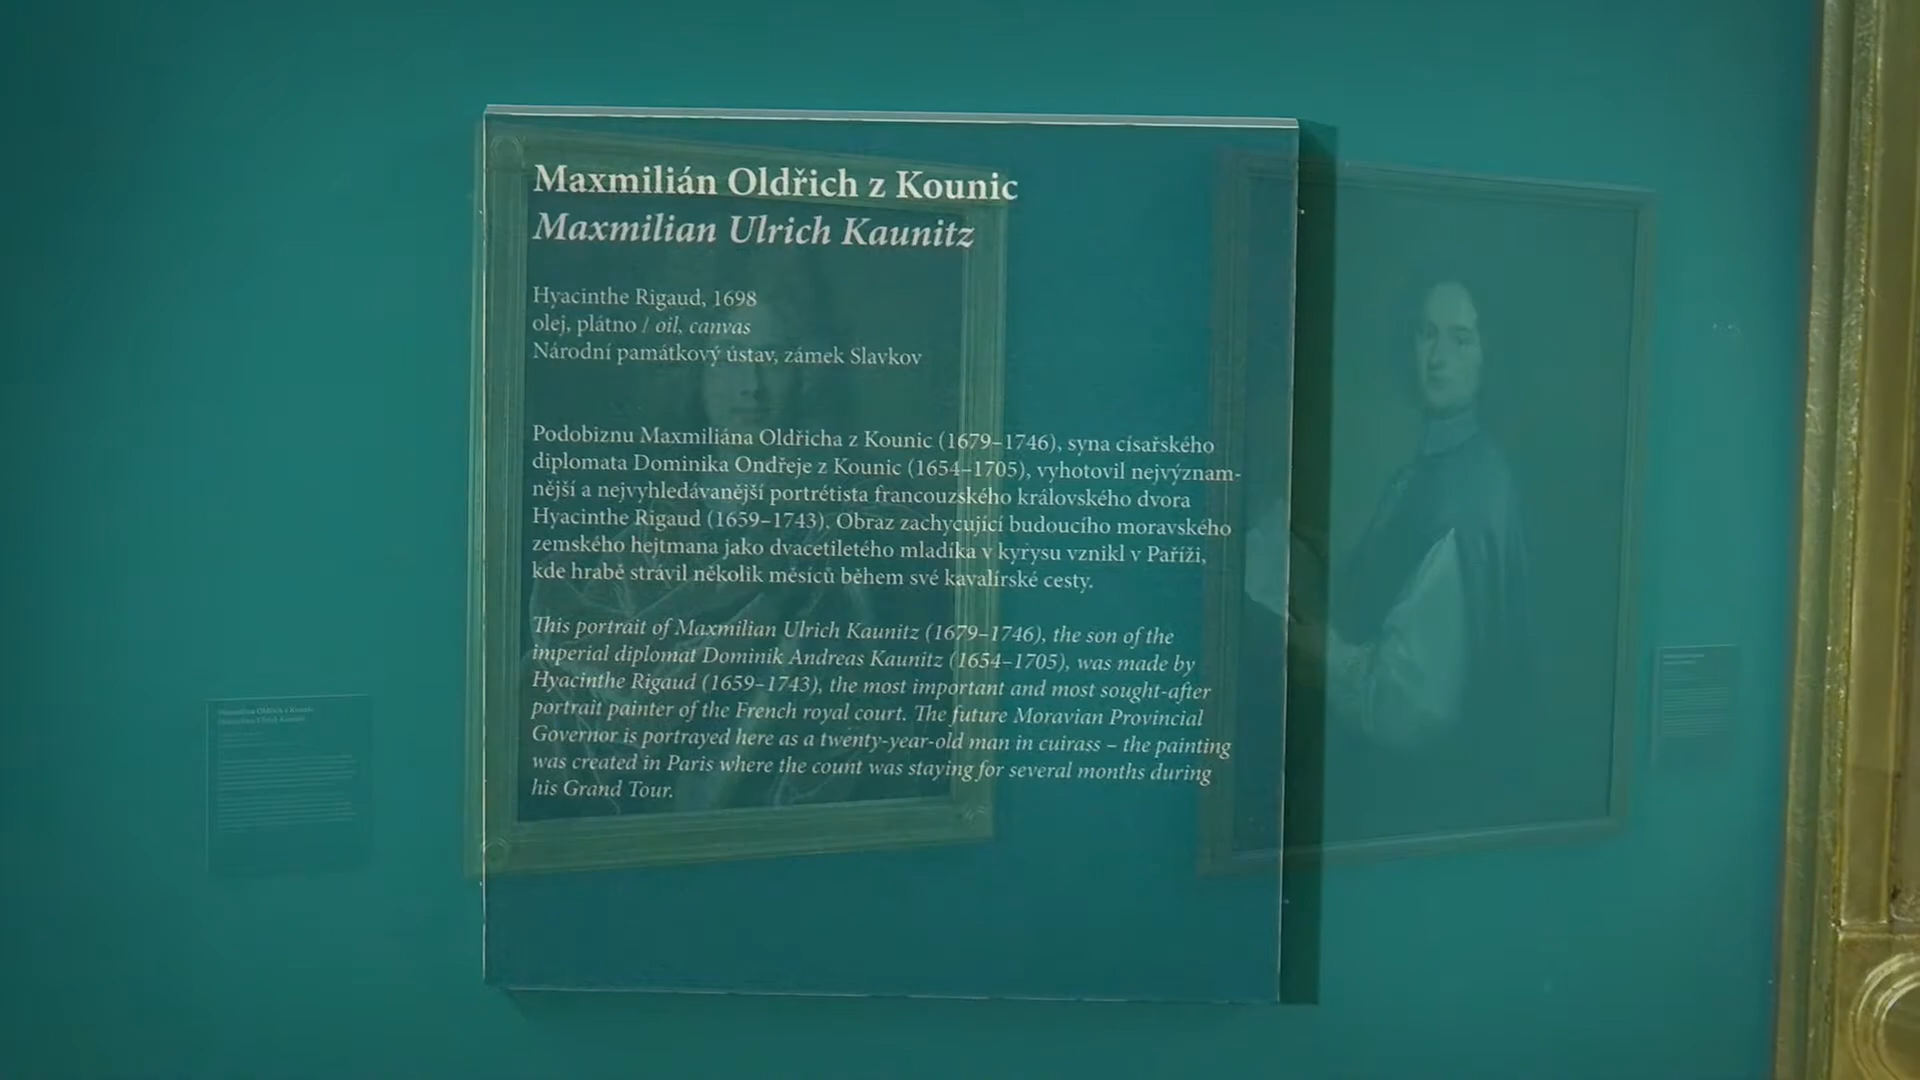 Maxmilián Oldřich z Kounic
Maxmilian Ulrich Kaunitz
Hyacinthe Rigaud, 1698
olej, plátno / oil, canvas
Národní památkový ústav, zámek Slavkov
Podobiznu Maxmiliána Oldřicha z Kounic (1679–1746), syna císařského
diplomata Dominika Ondřeje z Kounic (1654–1705), vyhotovil nejvýznam-
nější a nejvyhledávanější portrétista francouzského královského dvora
Hyacinthe Rigaud (1659–1743). Obraz zachycující budoucího moravského
zemského hejtmana jako dvacetiletého mladíka v kyrysu vznikl v Paříži,
kde hrabě strávil několik měsíců během své kavalírské cesty.
This portrait of Maxmilian Ulrich Kaunitz (1679–1746), the son of the
imperial diplomat Dominik Andreas Kaunitz (1654–1705), was made by
Hyacinthe Rigaud (1659–1743), the most important and most sought-after
portrait painter of the French royal court. The future Moravian Provincial
Governor is portrayed here as a twenty-year-old man in cuirass – the painting
was created in Paris where the count was staying for several months during
his Grand Tour.